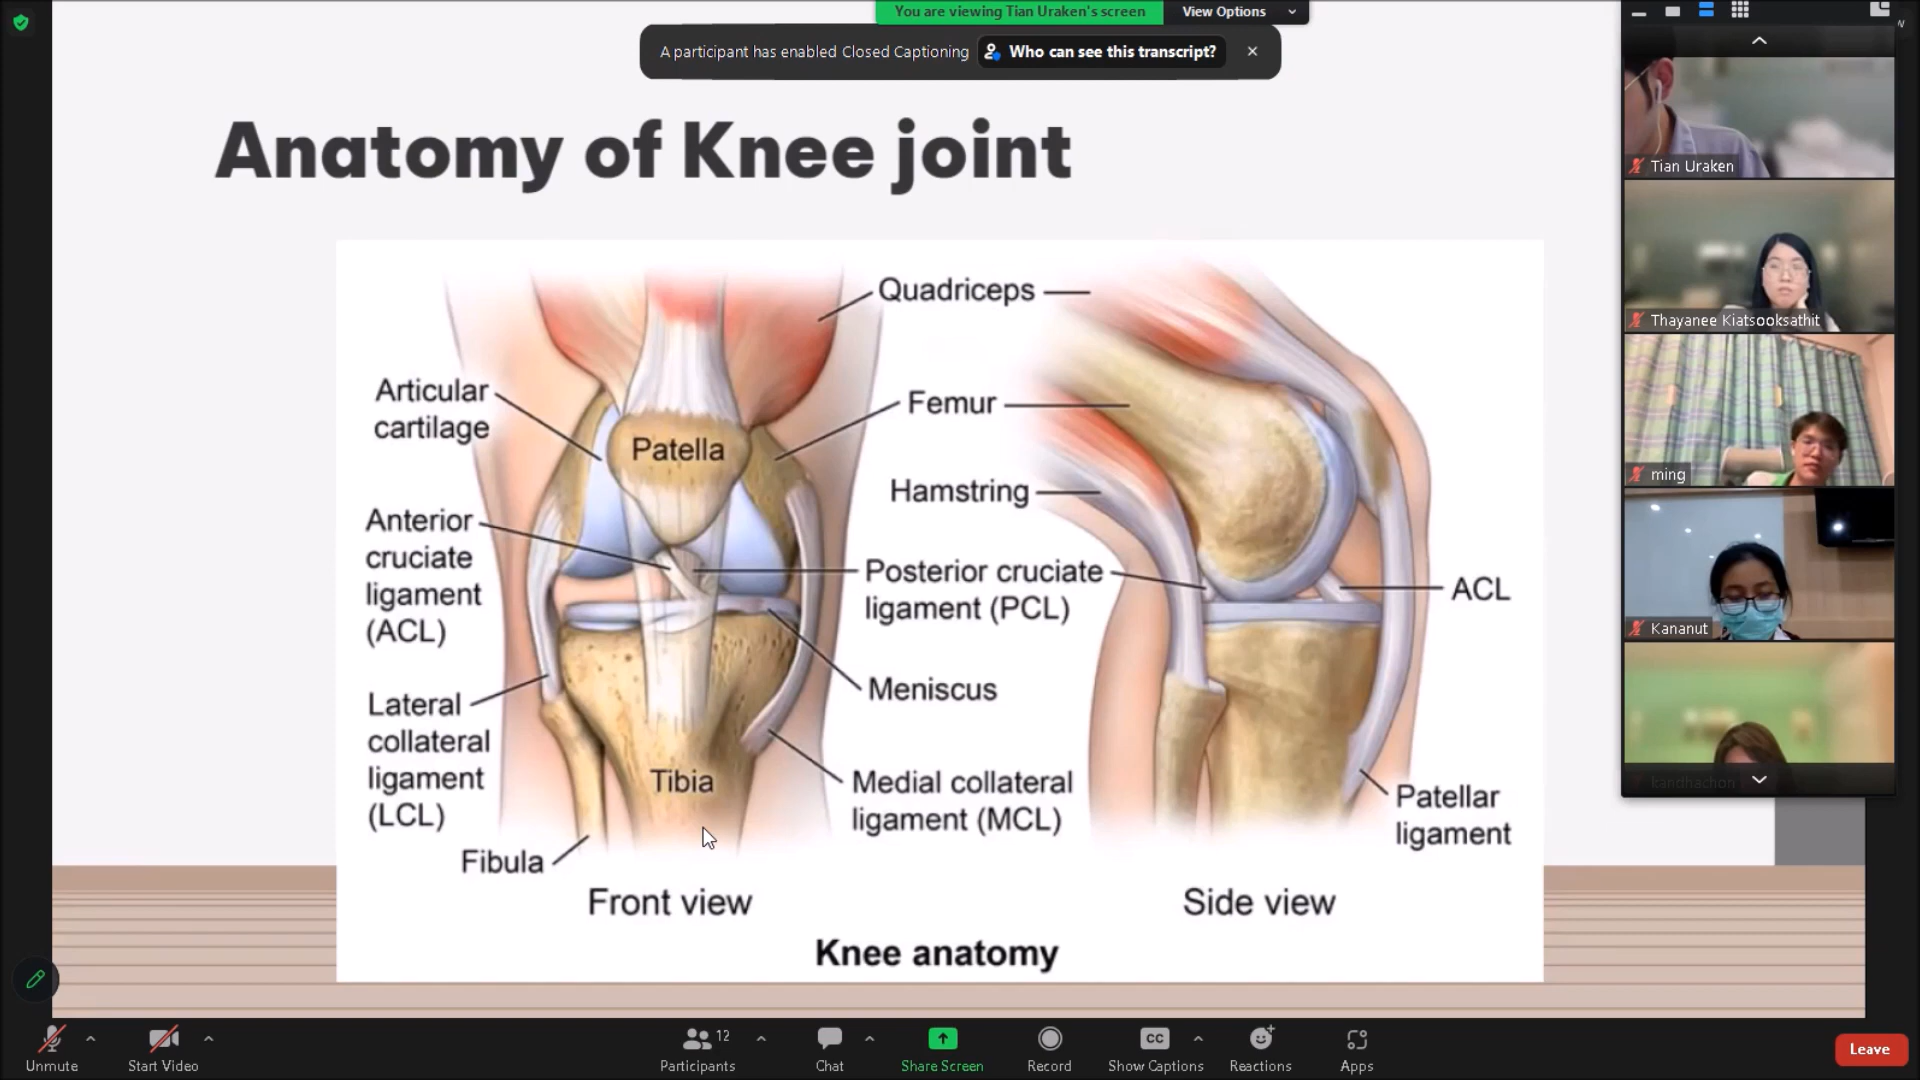 You are viewing Tian Uraken's screen
View Options
A participant has enabled Closed Captioning
Who can see this transcript?
Anatomy of Knee joint
Quadriceps
Articular
cartilage
Patella
Femur
Hamstring
Anterior
cruciate
ligament
(ACL)
Posterior cruciate
ligament (PCL)
ACL
Lateral
collateral
ligament
(LCL)
Meniscus
Tibia
Medial collateral
ligament (MCL)
Patellar
ligament
Fibula
Front view
Side view
Knee anatomy
Tian Uraken
Thayanee Kiatsooksathit
ming
Kananut
kandhachon
Unmute
Start Video
12
Participants
Chat
Share Screen
Record
CC
Show Captions
Reactions
Apps
Leave